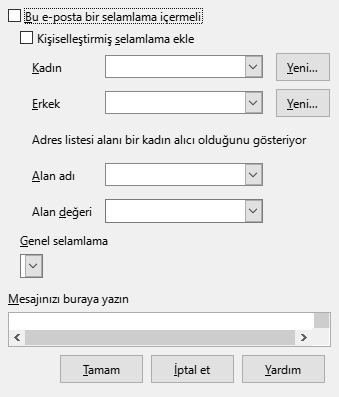 Bu e-posta bir selamlama içermeli
Kişiselleştirmiş selamlama ekle
Kadın
Yeni...
Erkek
Yeni...
Adres listesi alanı bir kadın alıcı olduğunu gösteriyor
Alan adı
Alan değeri
Genel selamlama
Mesajınızı buraya yazın
Tamam İptal et Yardım